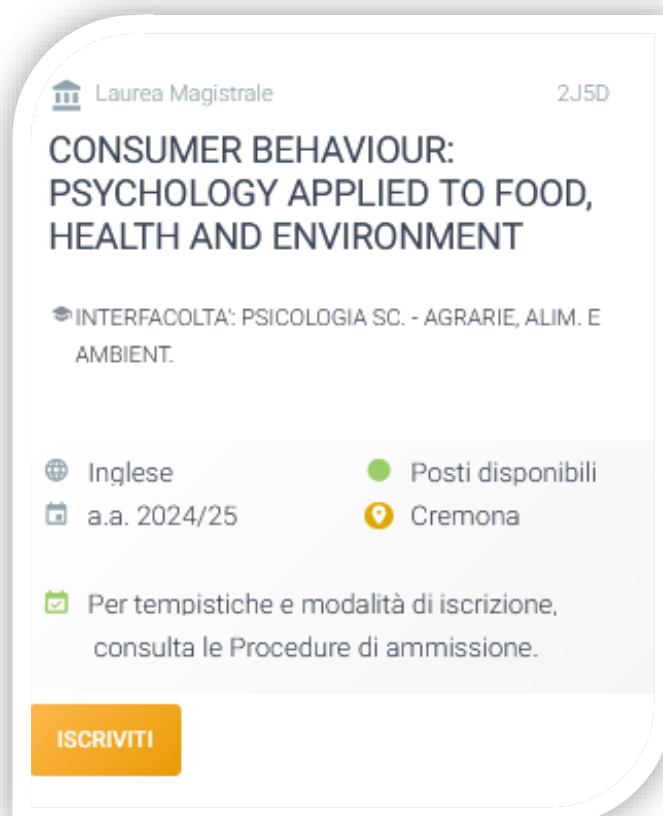 Laurea Magistrale 2J5D
CONSUMER BEHAVIOUR:
PSYCHOLOGY APPLIED TO FOOD,
HEALTH AND ENVIRONMENT
INTERFACOLTA': PSICOLOGIA SC. - AGRARIE, ALIM. E
AMBIENT.
Inglese Posti disponibili
a.a. 2024/25 Cremona
Per tempistiche e modalità di iscrizione,
consulta le Procedure di ammissione.
ISCRIVITI